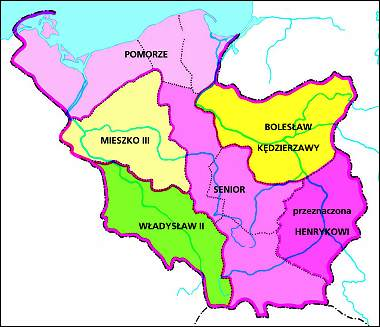 POMORZE
BOLESŁAW
KĘDZIERZAWY
MIESZKO III
SENIOR
przeznaczona
HENRYKOWI
WŁADYSŁAW II